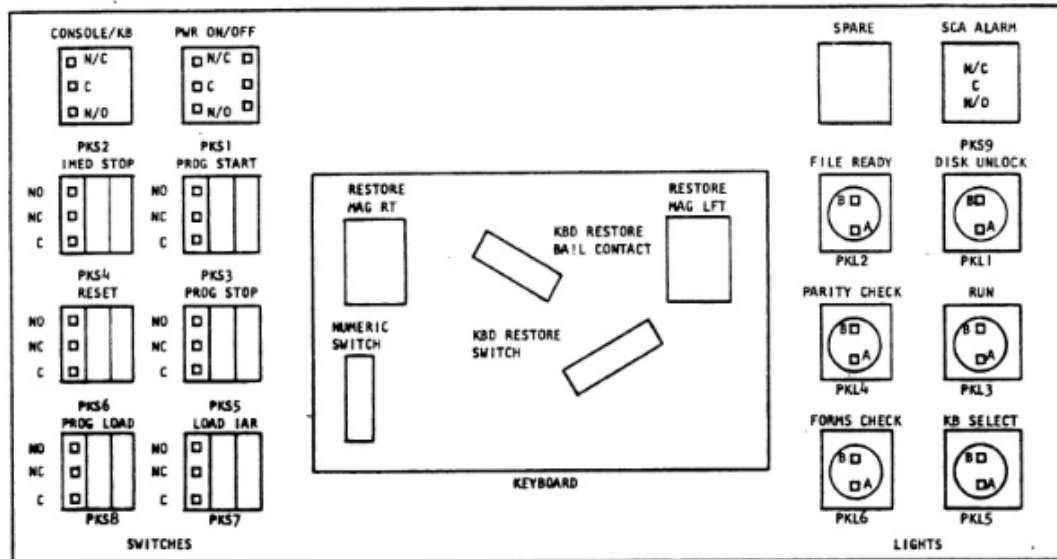 CONSOLE/KB PWR ON/OFF SPARE SCA ALARM
N/C N/C N/C
C C C
N/O N/O N/O
PKS2 PKS1 PKS9
IMED STOP PROG START FILE READY DISK UNLOCK
NO NO
NC NC
C C
B A B A
PKS4 PKS3 PKL2 PKL1
RESTORE MAG RT
RESTORE MAG LFT
KBD RESTORE
BAIL CONTACT
RESET PROG STOP PARITY CHECK RUN
NO NO
NC NC
C C
B A B A
NUMERIC
SWITCH
KBD RESTORE
SWITCH
PKS6 PKS5 PKL4 PKL3
PROG LOAD LOAD IAR FORMS CHECK KB SELECT
NO NO
NC NC
C C
B A B A
PKS8 PKS7 PKL6 PKL5
KEYBOARD
SWITCHES LIGHTS